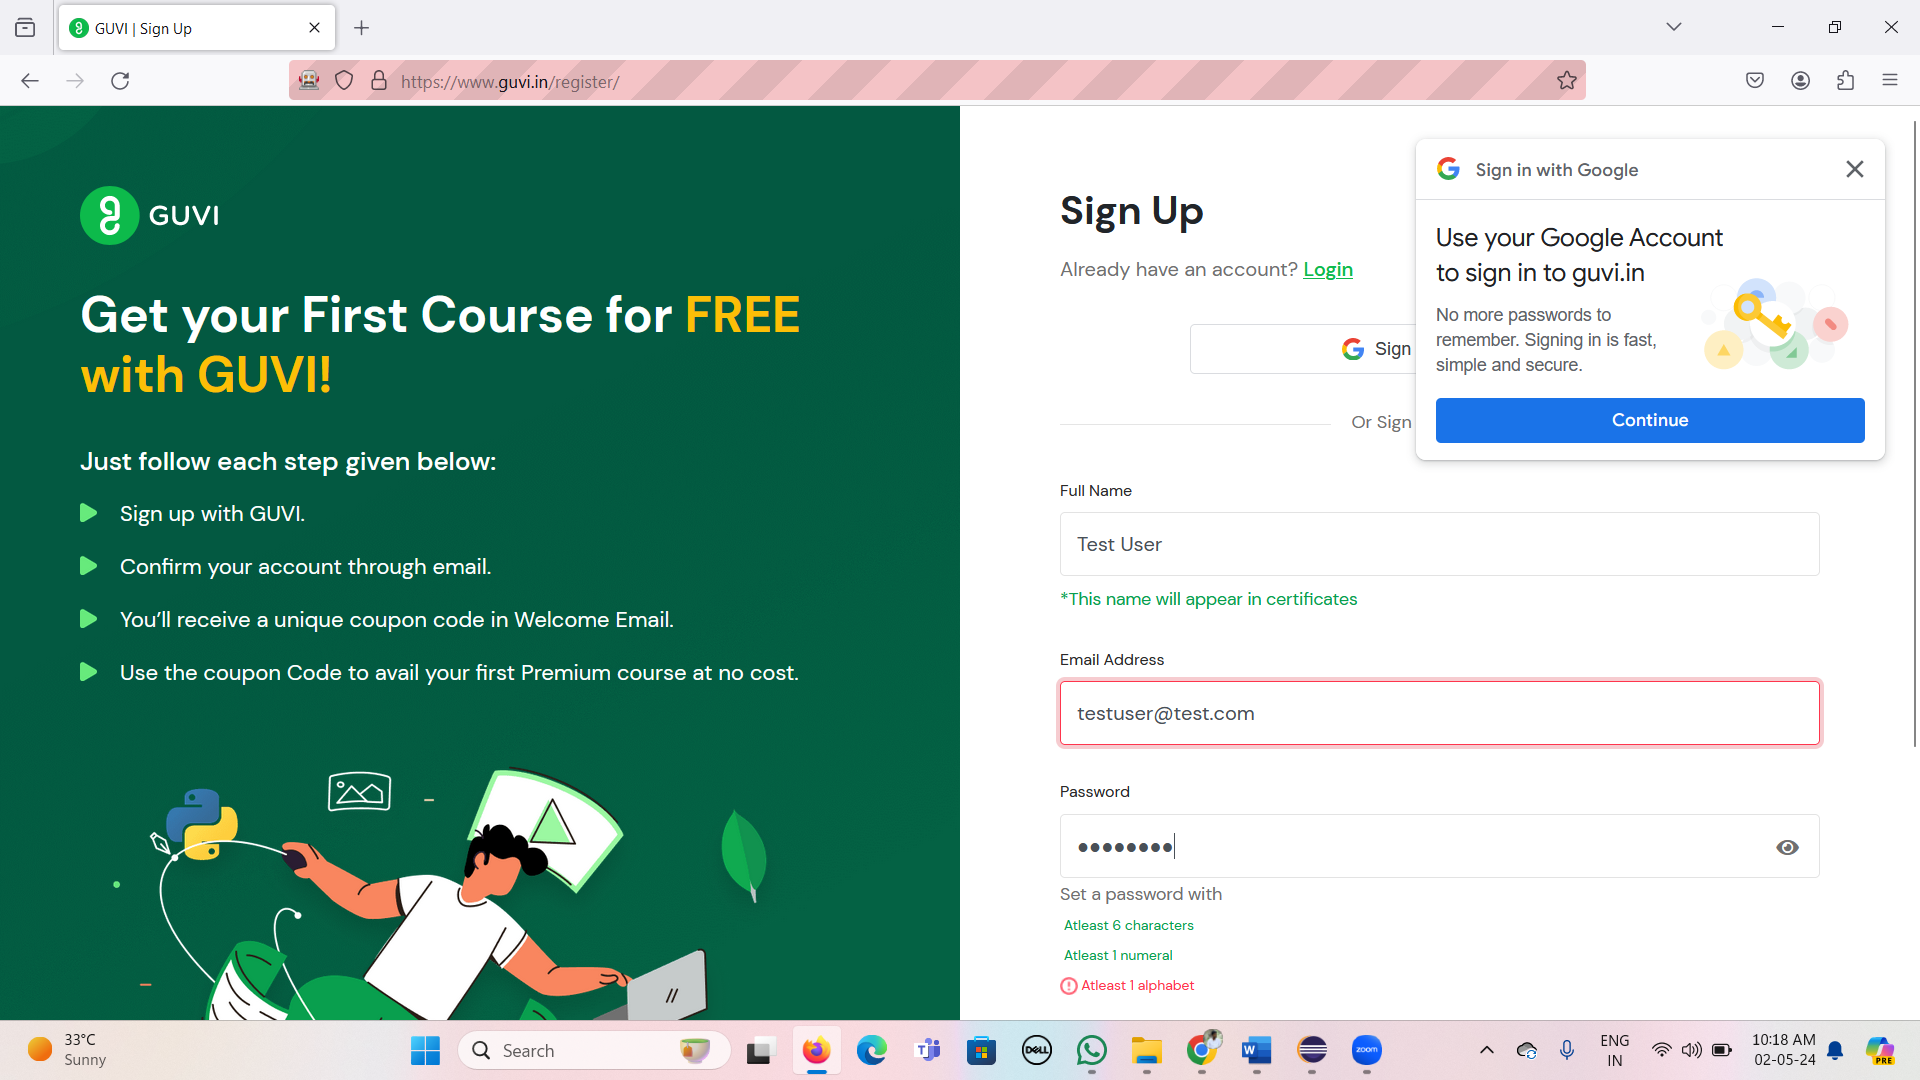 GUVI | Sign Up
https://www.guvi.in/register/
GUVI
Get your First Course for FREE
with GUVI!
Just follow each step given below:
Sign up with GUVI.
Confirm your account through email.
You’ll receive a unique coupon code in Welcome Email.
Use the coupon Code to avail your first Premium course at no cost.
Sign Up
Already have an account? Login
Sign
Or Sign
Sign in with Google
Use your Google Account
to sign in to guvi.in
No more passwords to
remember. Signing in is fast,
simple and secure.
Continue
Full Name
Test User
*This name will appear in certificates
Email Address
testuser@test.com
Password
••••••••
Set a password with
Atleast 6 characters
Atleast 1 numeral
Atleast 1 alphabet
33°C
Sunny
Search
DELL
zoom
ENG
IN
10:18 AM
02-05-24
PRE